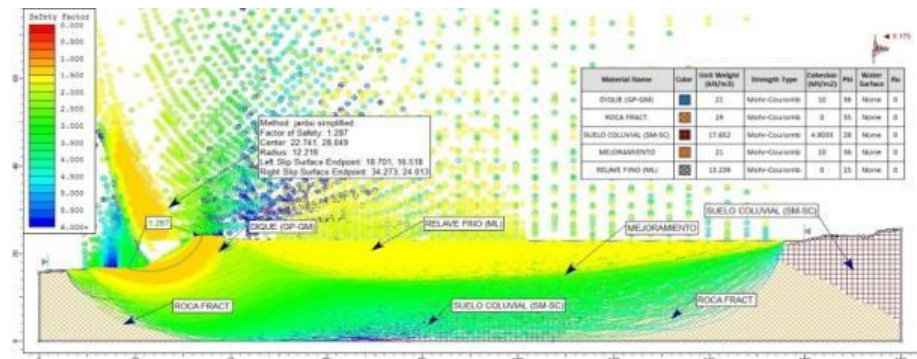 Safety Factor
0.000
0.500
1.000
1.500
2.000
2.500
3.000
3.500
4.000
4.500
5.000
5.500
6.000+
0.175
Material Name Color Unit Weight (kN/m3) Strength Type Cohesion (kN/m2) Phi Water Surface Ru
DIQUE (GP-GM) 21 Mohr-Coulomb 10 36 None 0
ROCA FRACT. 19 Mohr-Coulomb 0 35 None 0
SUELO COLUVIAL (SM-SC) 17.652 Mohr-Coulomb 4.9033 28 None 0
MEJORAMIENTO 21 Mohr-Coulomb 10 36 None 0
RELAVE FINO (ML) 13.239 Mohr-Coulomb 0 15 None 0
Method: janbu simplified
Factor of Safety: 1.287
Center: 22.741, 28.649
Radius: 12.216
Left Slip Surface Endpoint: 18.701, 16.518
Right Slip Surface Endpoint: 34.273, 24.613
1.287
DIQUE (GP-GM)
RELAVE FINO (ML)
SUELO COLUVIAL (SM-SC)
MEJORAMIENTO
ROCA FRACT.
SUELO COLUVIAL (SM-SC)
ROCA FRACT.